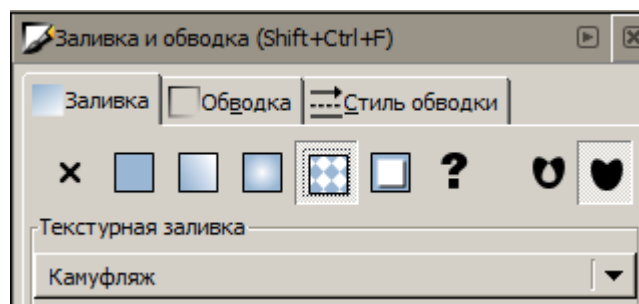 Заливка и обводка (Shift+Ctrl+F)
Заливка Обводка Стиль обводки
?
Текстурная заливка
Камуфляж